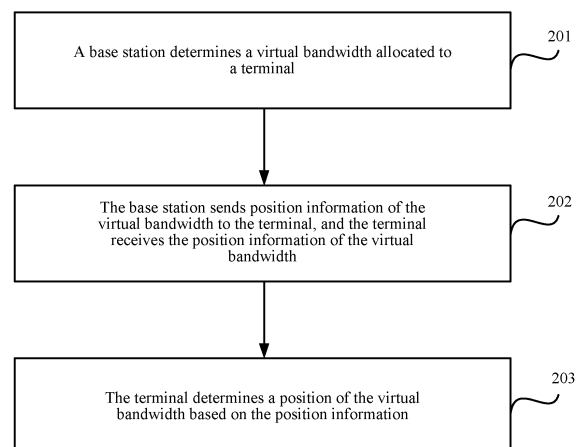 201
A base station determines a virtual bandwidth allocated to
a terminal
202
The base station sends position information of the
virtual bandwidth to the terminal, and the terminal
receives the position information of the virtual
bandwidth
203
The terminal determines a position of the virtual
bandwidth based on the position information